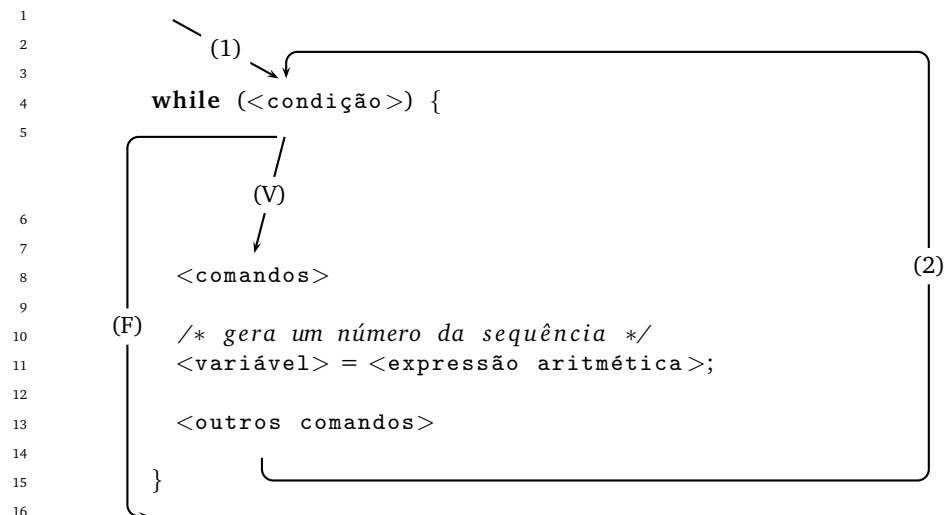 1
2 (1)
3
4 while (<condição>) {
5
(V)
6
7
8 <comandos> (2)
9
10 (F) /* gera um número da sequência */
11 <variável> = <expressão aritmética>;
12
13 <outros comandos>
14
15 }
16